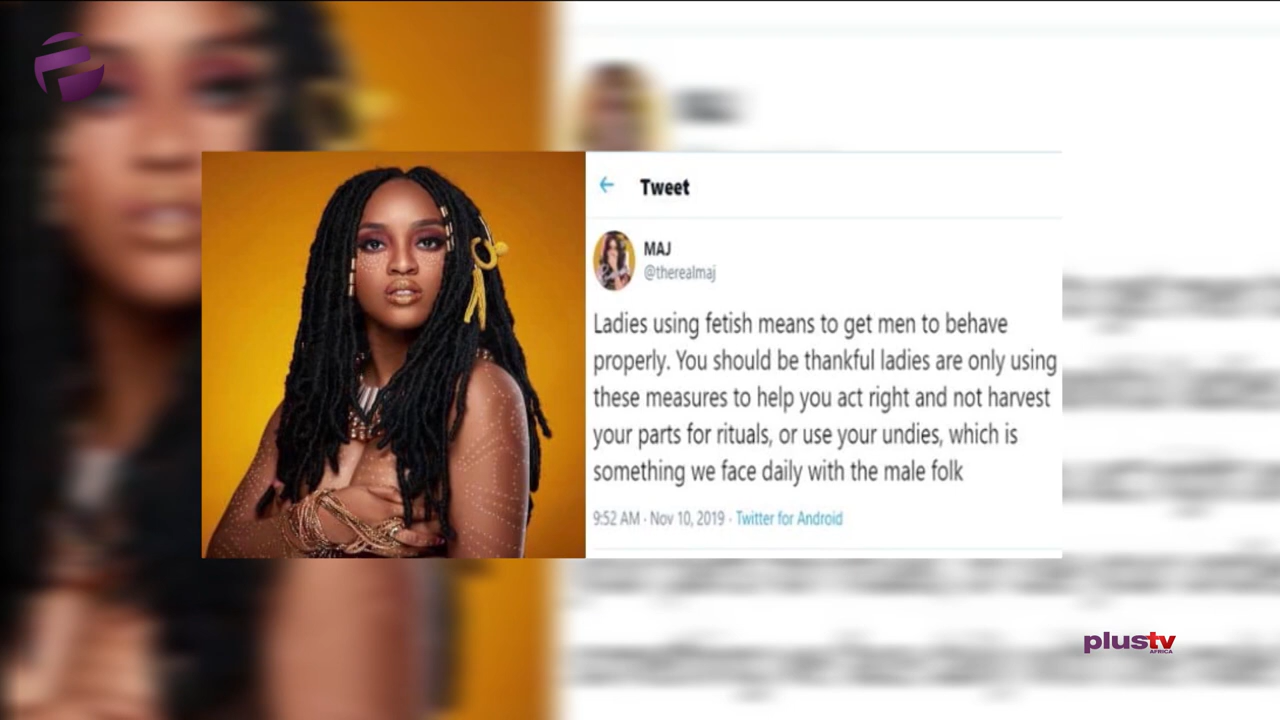 Tweet
MAJ
@therealmaj
Ladies using fetish means to get men to behave
properly. You should be thankful ladies are only using
these measures to help you act right and not harvest
your parts for rituals, or use your undies, which is
something we face daily with the male folk
9:52 AM · Nov 10, 2019 · Twitter for Android
plustv
AFRICA